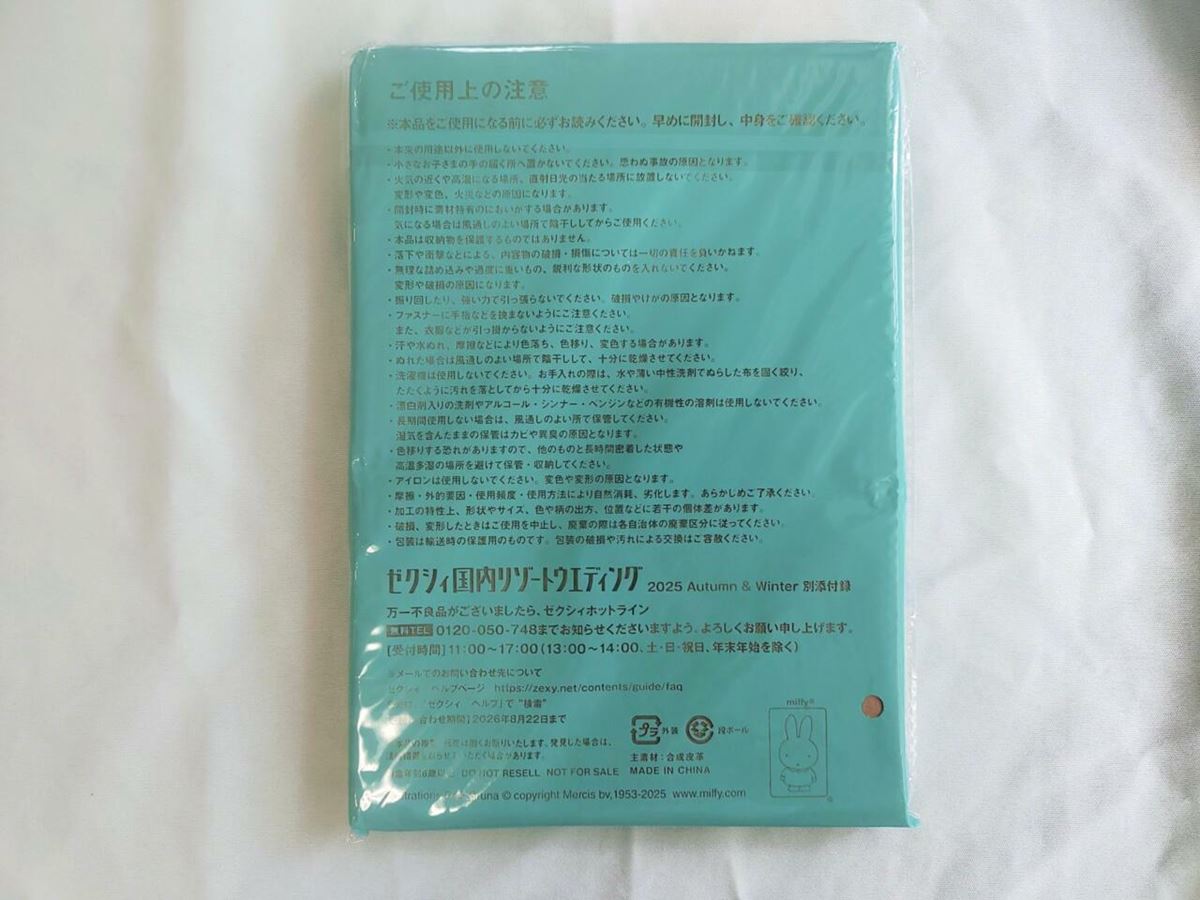 ご使用上の注意
※本品をご使用になる前に必ずお読みください。早めに開封し、中身をご確認ください。
・本来の用途以外に使用しないでください。
・小さなお子さまの手の届く所へ置かないでください。思わぬ事故の原因となります。
・火気の近くや高温になる場所、直射日光の当たる場所に放置しないでください。
変形や変色、火災などの原因になります。
・開封時に素材特有のにおいがする場合があります。
気になる場合は風通しのよい場所で陰干ししてからご使用ください。
・本品は収納物を保護するものではありません。
・落下や衝撃などによる、内容物の破損・損傷については一切の責任を負いかねます。
・無理な詰め込みや過度に重いもの、鋭利な形状のものを入れないでください。
変形や破損の原因になります。
・振り回したり、強い力で引っ張らないでください。破損やけがの原因となります。
・ファスナーに手指などを挟まないようにご注意ください。
また、衣服などが引っ掛からないようにご注意ください。
・汗や水ぬれ、摩擦などにより色落ち、色移り、変色する場合があります。
・ぬれた場合は風通しのよい場所で陰干しして、十分に乾燥させてください。
・洗濯機は使用しないでください。お手入れの際は、水や薄い中性洗剤でぬらした布を固く絞り、
たたくように汚れを落としてから十分に乾燥させてください。
・漂白剤入りの洗剤やアルコール・シンナー・ベンジンなどの有機性の溶剤は使用しないでください。
・長期間使用しない場合は、風通しのよい所で保管してください。
湿気を含んだままの保管はカビや異臭の原因となります。
・色移りする恐れがありますので、他のものと長時間密着した状態や
高温多湿の場所を避けて保管・収納してください。
・アイロンは使用しないでください。変色や変形の原因となります。
・摩擦・外的要因・使用頻度・使用方法により自然消耗、劣化します。あらかじめご了承ください。
・加工の特性上、形状やサイズ、色や柄の出方、位置などに若干の個体差があります。
・破損、変形したときはご使用を中止し、廃棄の際は各自治体の廃棄区分に従ってください。
・包装は輸送時の保護用のものです。包装の破損や汚れによる交換はご容赦ください。
ゼクシィ国内リゾートウエディング 2025 Autumn & Winter 別添付録
万一不良品がございましたら、ゼクシィホットライン
無料TEL 0120-050-748までお知らせくださいますよう。よろしくお願い申し上げます。
[受付時間]11:00〜17:00(13:00〜14:00、土・日・祝日、年末年始を除く)
※メールでのお問い合わせ先について
ゼクシィ ヘルプページ https://zexy.net/contents/guide/faq
「ゼクシィ ヘルプ」で"検索"
い合わせ期間]2026年8月22日まで
は固くお断りいたします。発見した場合は、
いただく場合があります。
DO NOT RESELL NOT FOR SALE
プラ 外装 段ボール
主素材：合成皮革
MADE IN CHINA
miffy®
© copyright Mercis bv,1953-2025 www.miffy.com